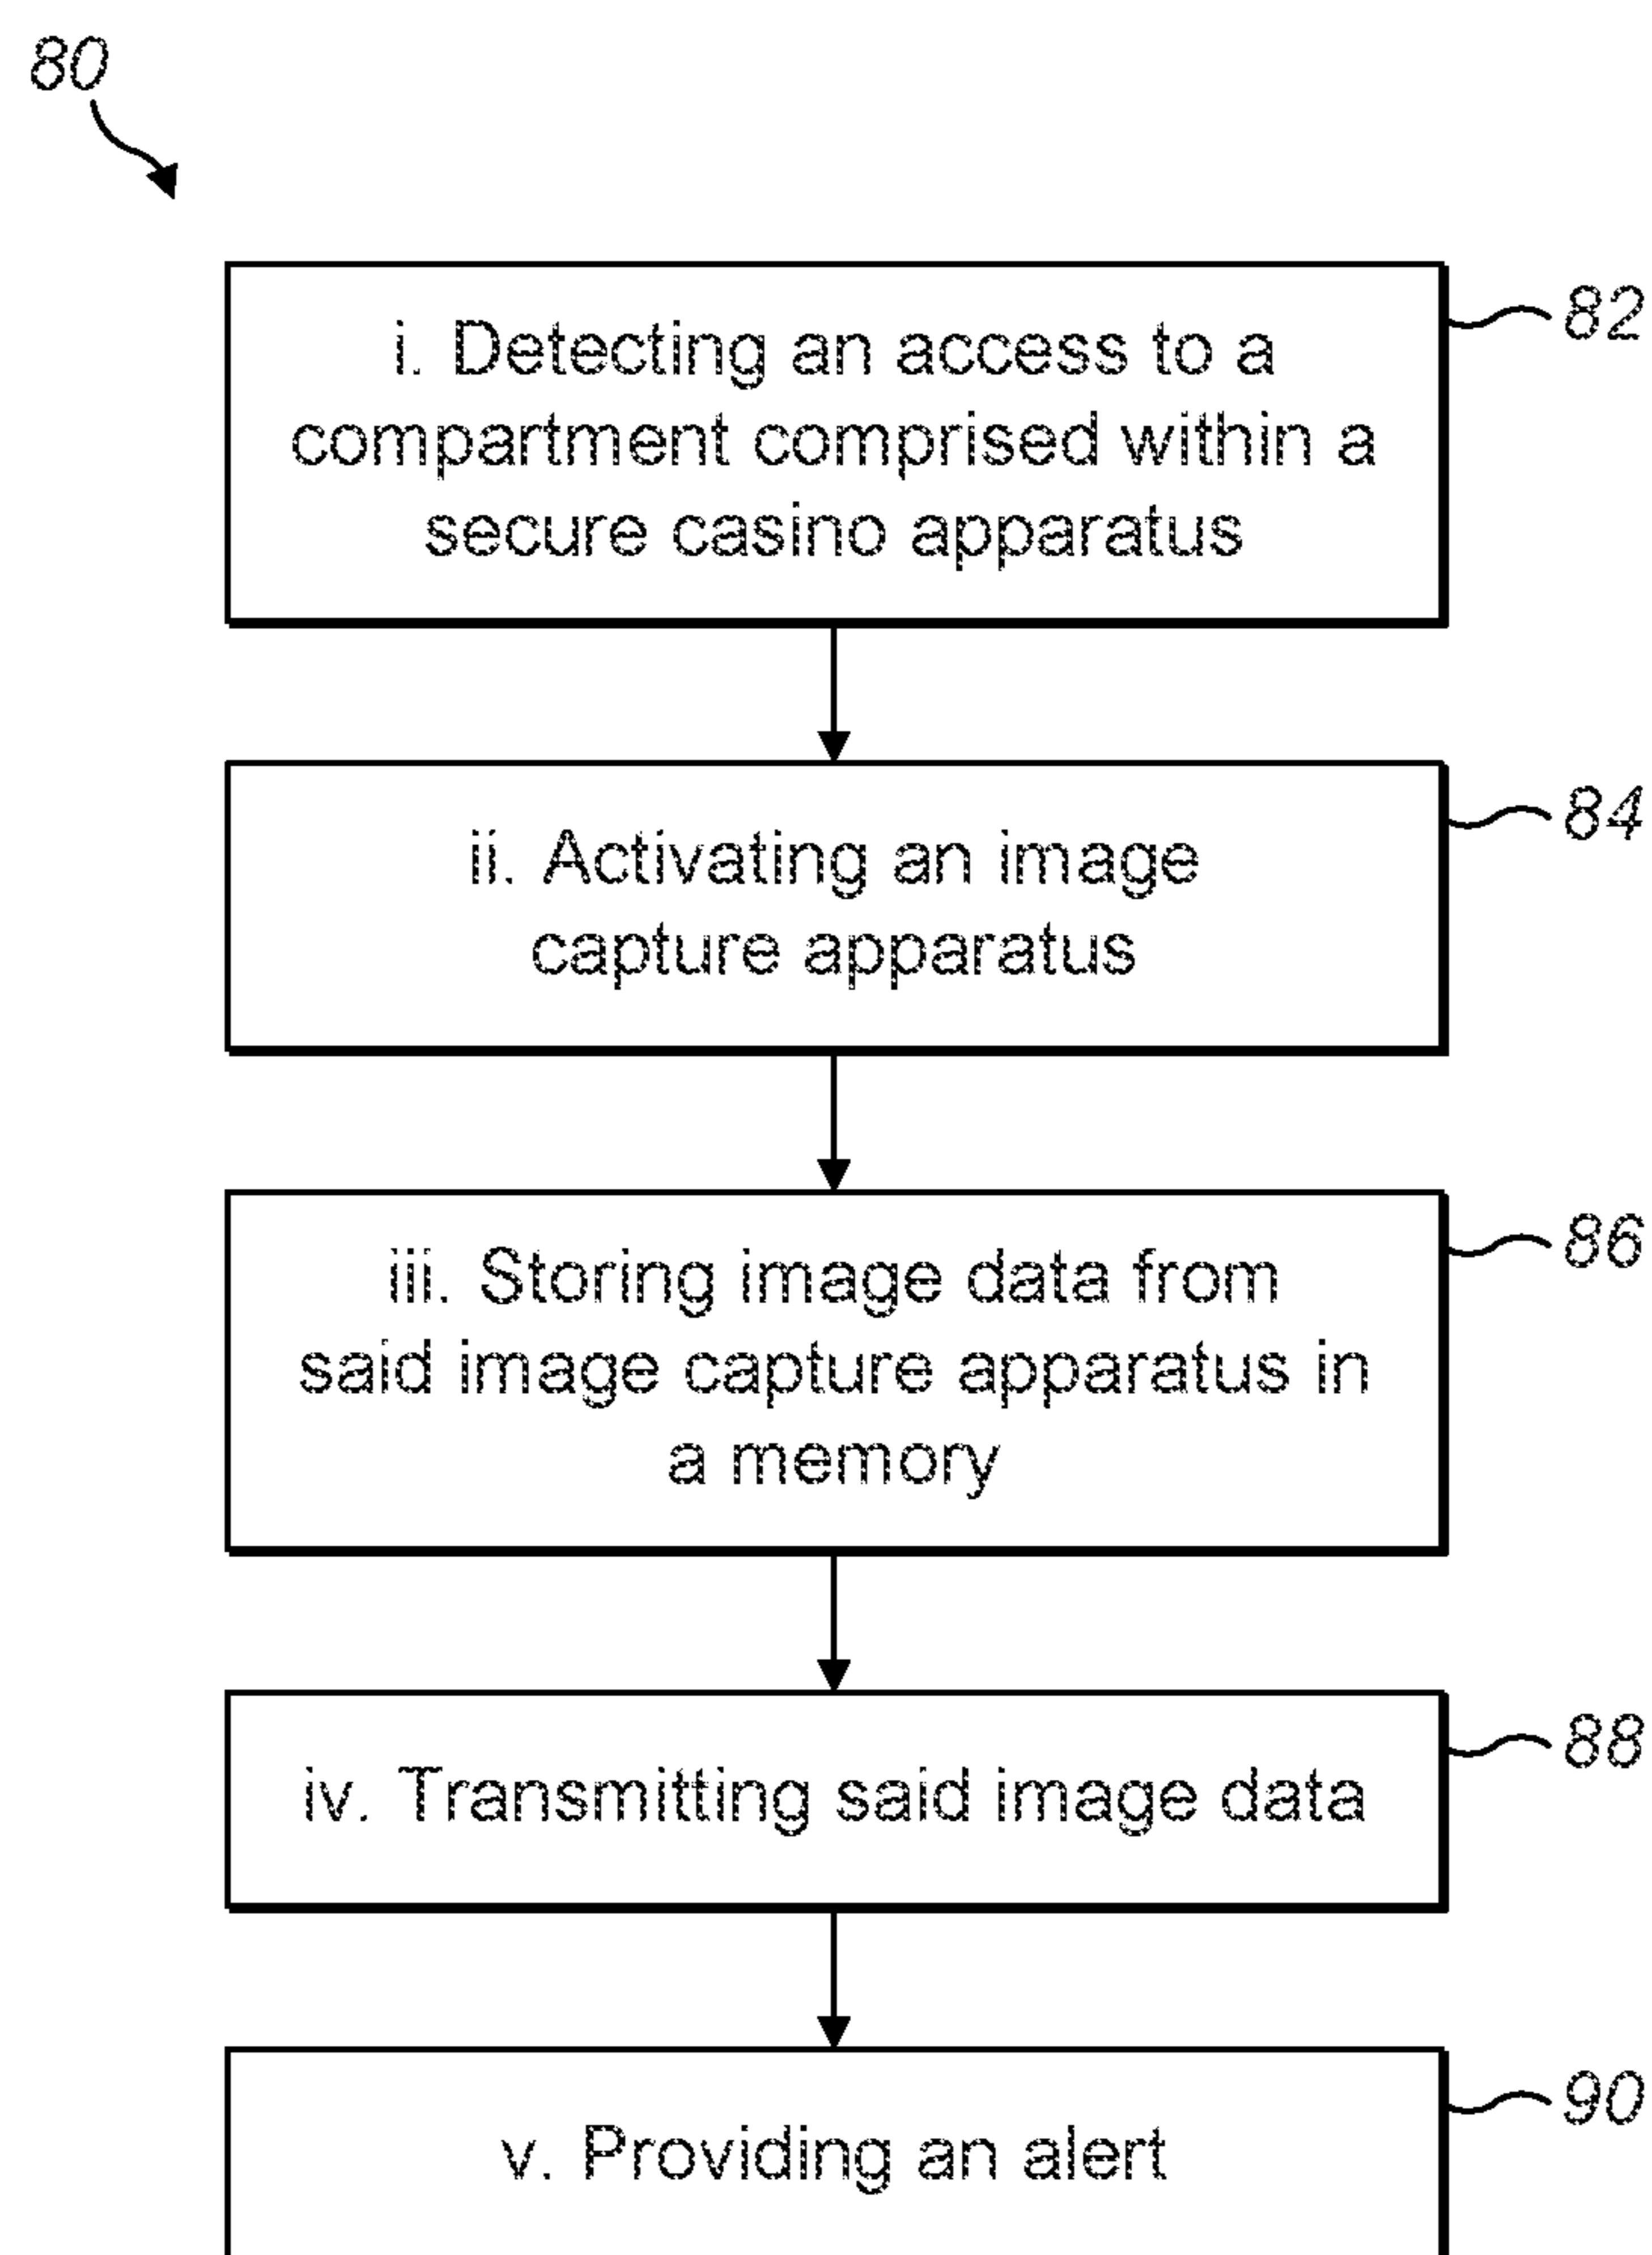 80
i. Detecting an access to a
compartment comprised within a
secure casino apparatus
82
ii. Activating an image
capture apparatus
84
iii. Storing image data from
said image capture apparatus in
a memory
86
iv. Transmitting said image data
88
v. Providing an alert
90